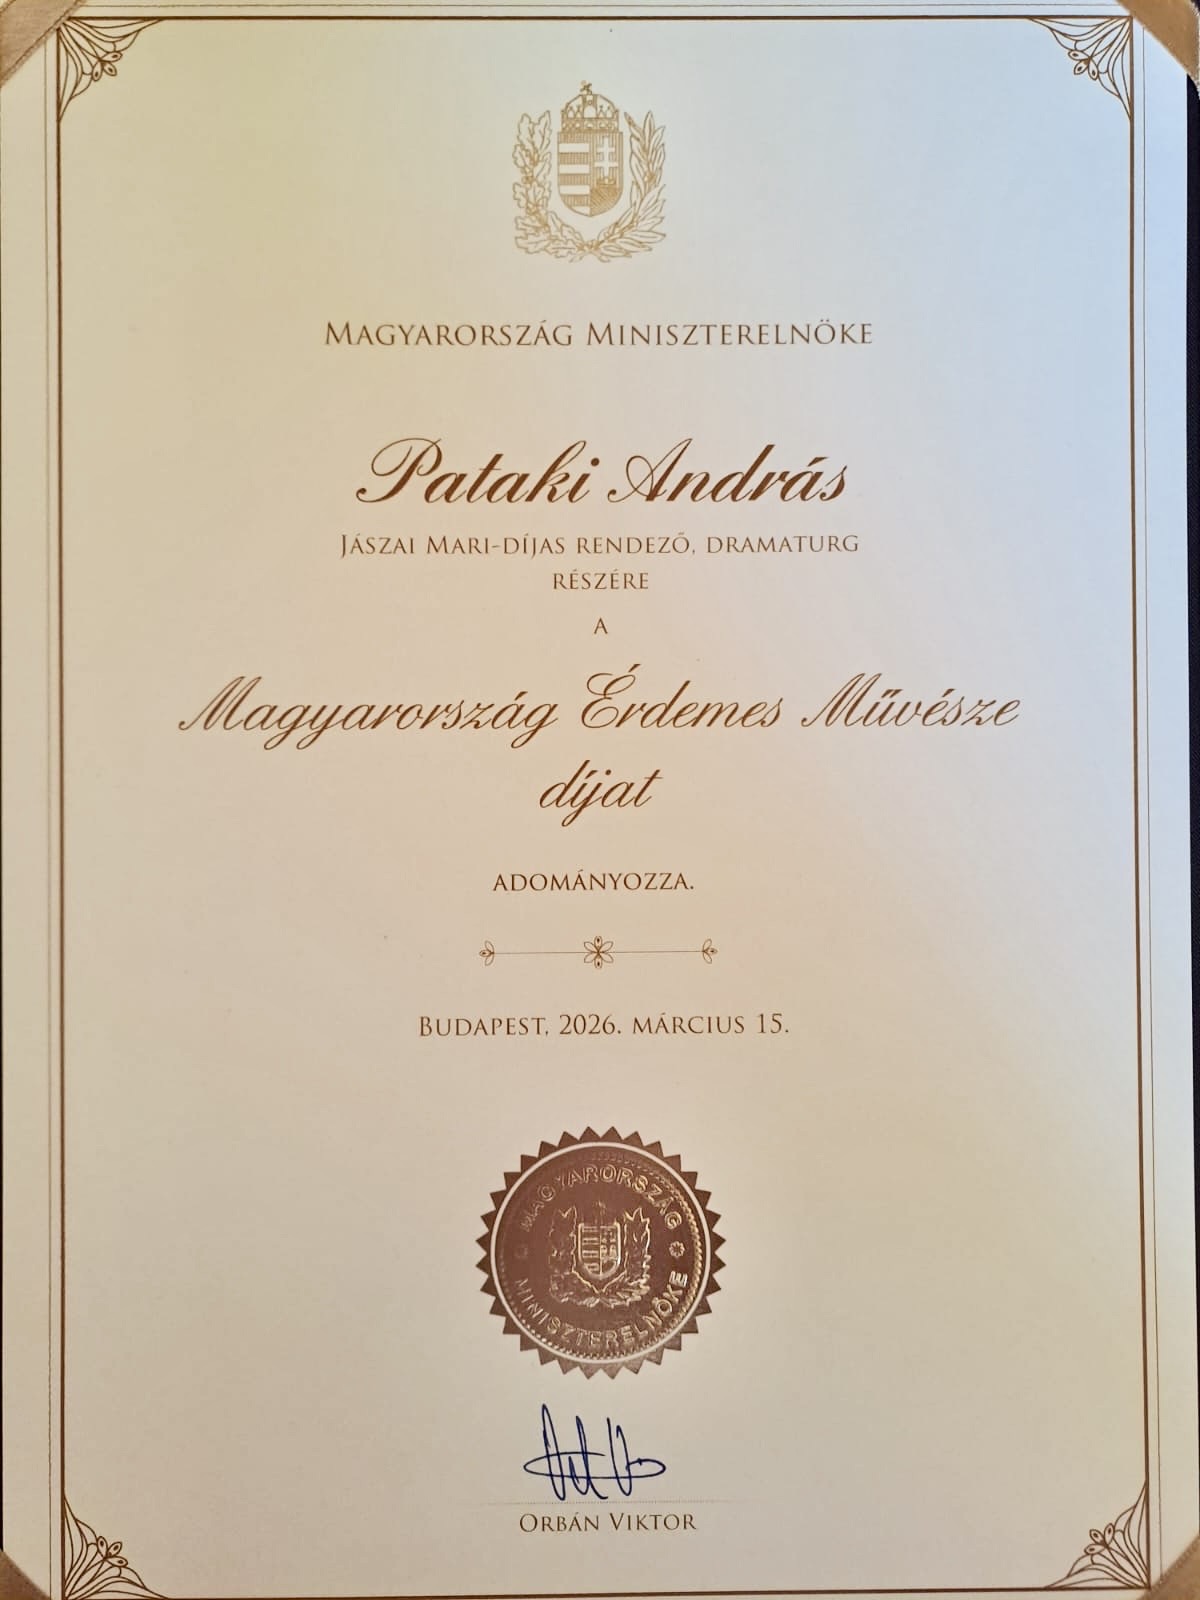 MAGYARORSZÁG MINISZTERELNÖKE
Pataki András
JÁSZAI MARI-DÍJAS RENDEZŐ, DRAMATURG
RÉSZÉRE
A
Magyarország Érdemes Művésze
díjat
ADOMÁNYOZZA.
BUDAPEST, 2026. MÁRCIUS 15.
MAGYARORSZÁG
MINISZTERELNÖKE
ORBÁN VIKTOR